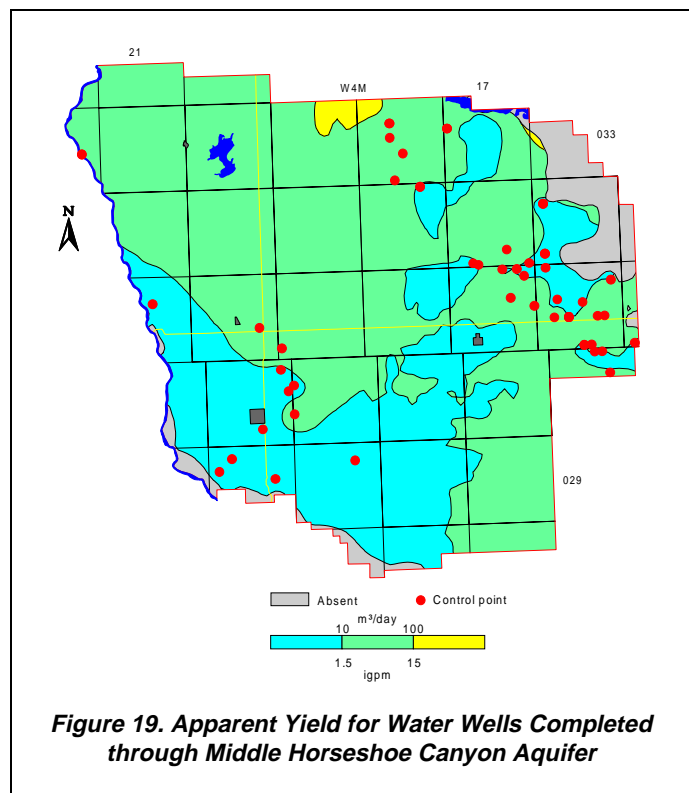 21
W4M
17
033
N
029
Absent
Control point
m³/day
10 100
1.5 15
igpm
Figure 19. Apparent Yield for Water Wells Completed
through Middle Horseshoe Canyon Aquifer